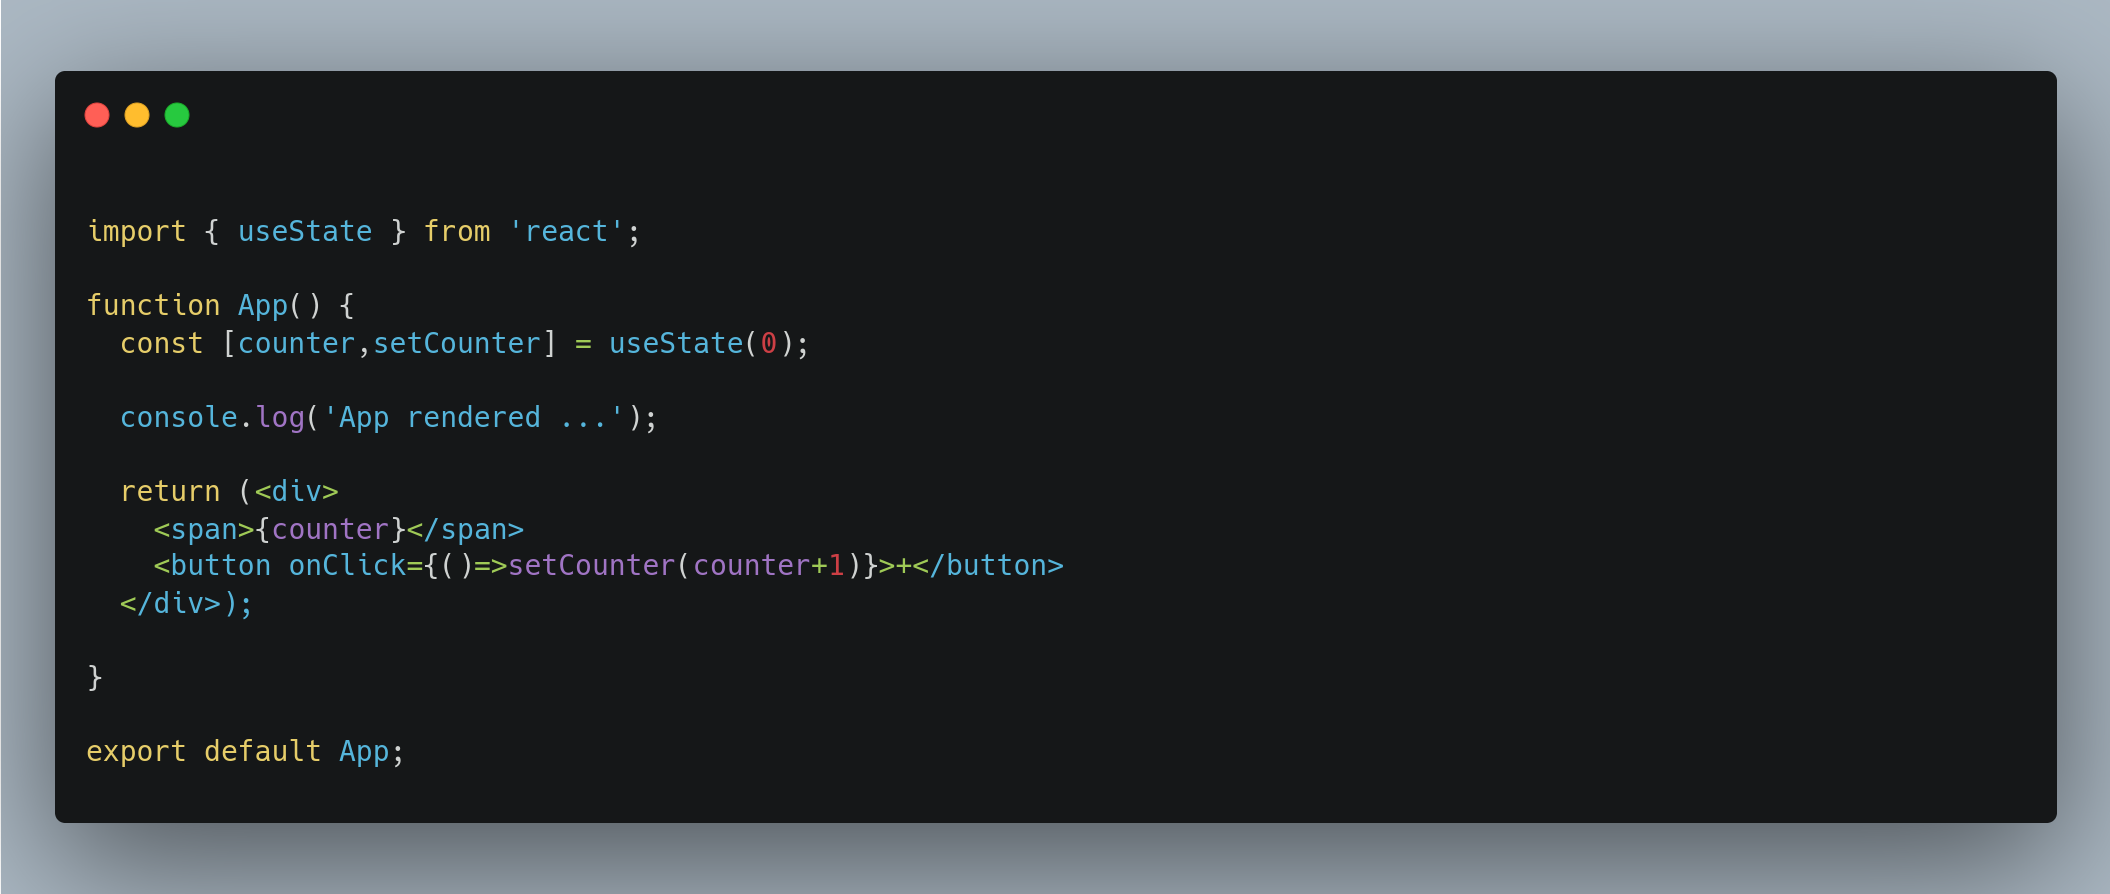 import { useState } from 'react';
function App() {
  const [counter,setCounter] = useState(0);
  console.log('App rendered ...');
  return (<div>
    <span>{counter}</span>
    <button onClick={()=>setCounter(counter+1)}>+</button>
  </div>);
}
export default App;